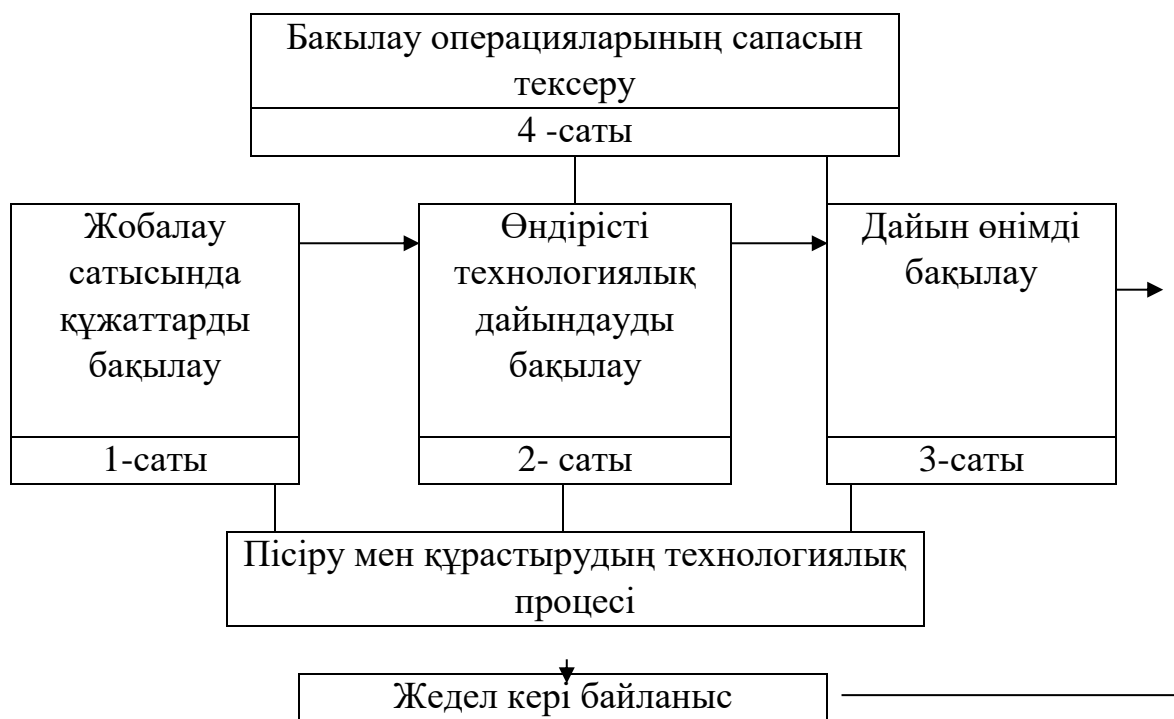 Бакылау операцияларының сапасын
тексеру
4 -саты
Жобалау
сатысында
құжаттарды
бақылау
1-саты
Өндірісті
технологиялық
дайындауды
бақылау
2- саты
Дайын өнімді
бақылау
3-саты
Пісіру мен құрастырудың технологиялық
процесі
Жедел кері байланыс